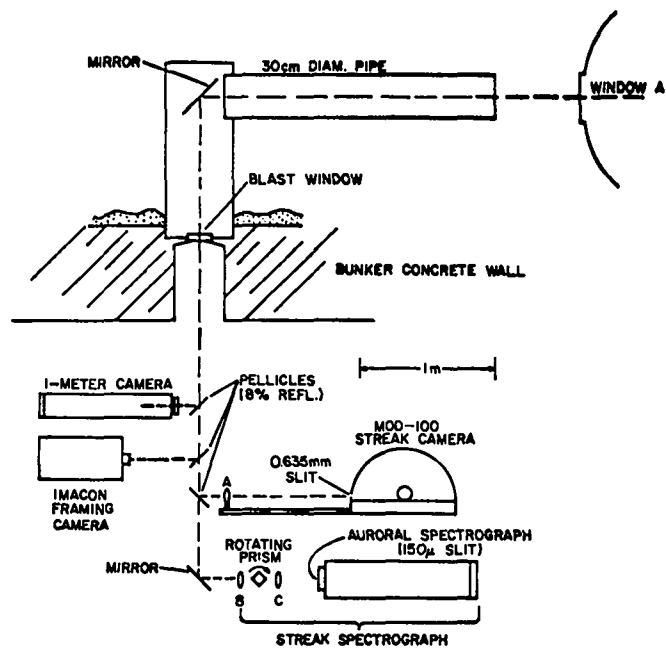 MIRROR
30cm DIAM. PIPE
WINDOW A
BLAST WINDOW
BUNKER CONCRETE WALL
1-METER CAMERA
PELLICLES
(8% REFL.)
1m
MOD-100
STREAK CAMERA
0.635mm
SLIT
A
IMACON
FRAMING
CAMERA
AURORAL SPECTROGRAPH
(150μ SLIT)
ROTATING
PRISM
MIRROR
B
C
STREAK SPECTROGRAPH